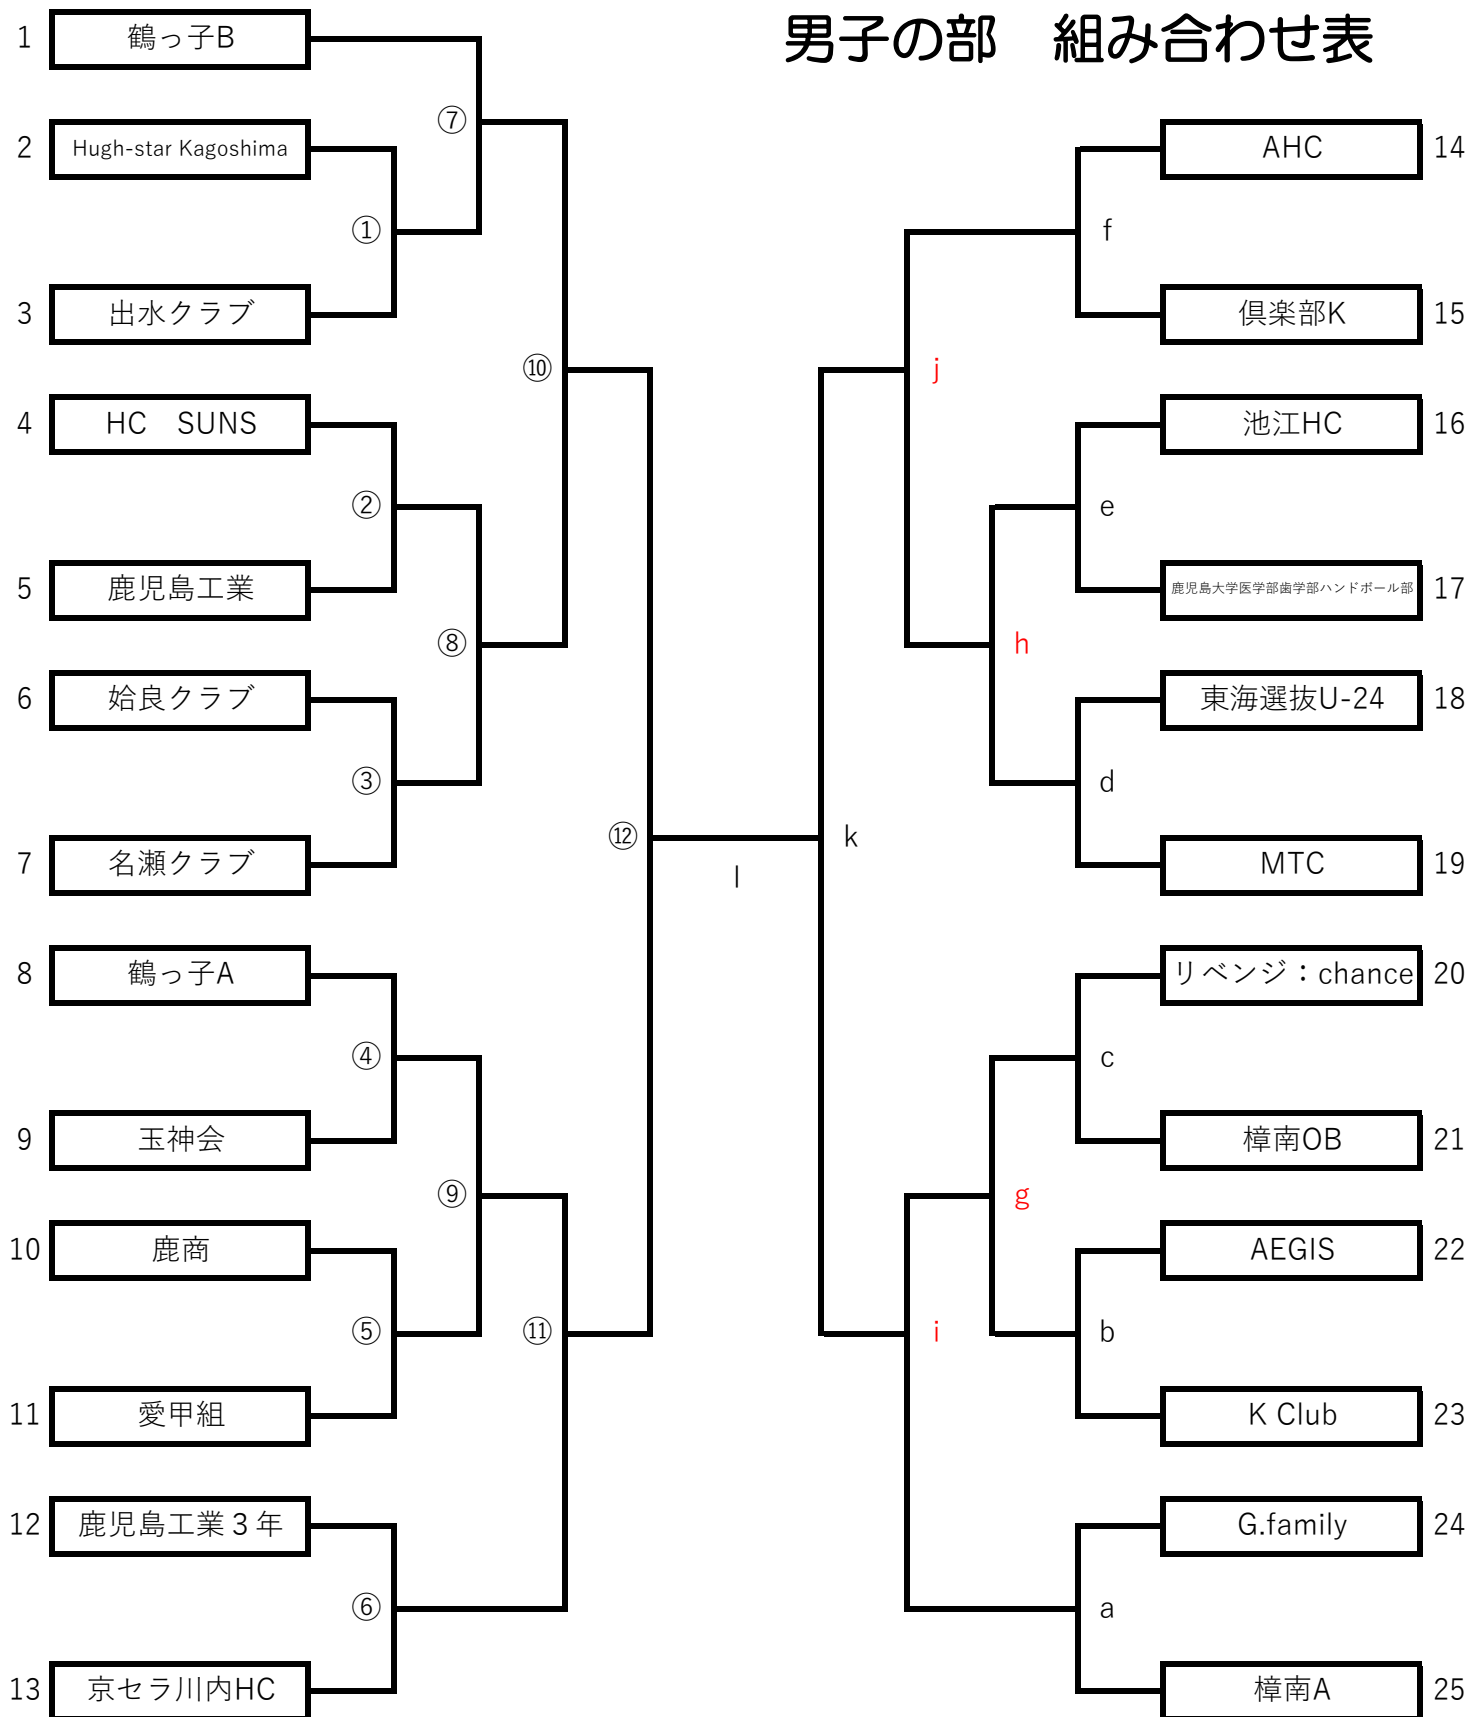 男子の部　組み合わせ表
1 鶴っ子B
⑦
2 Hugh-star Kagoshima
①
3 出水クラブ
⑩
4 HC　SUNS
②
5 鹿児島工業
⑧
6 姶良クラブ
③
7 名瀬クラブ
⑫
8 鶴っ子A
④
9 玉神会
⑨
10 鹿商
⑤
11 愛甲組
⑪
12 鹿児島工業３年
⑥
13 京セラ川内HC
l
k
AHC 14
f
倶楽部K 15
j
池江HC 16
e
鹿児島大学医学部歯学部ハンドボール部 17
h
東海選抜U-24 18
d
MTC 19
リベンジ：chance 20
c
樟南OB 21
g
AEGIS 22
b
K Club 23
i
G.family 24
a
樟南A 25